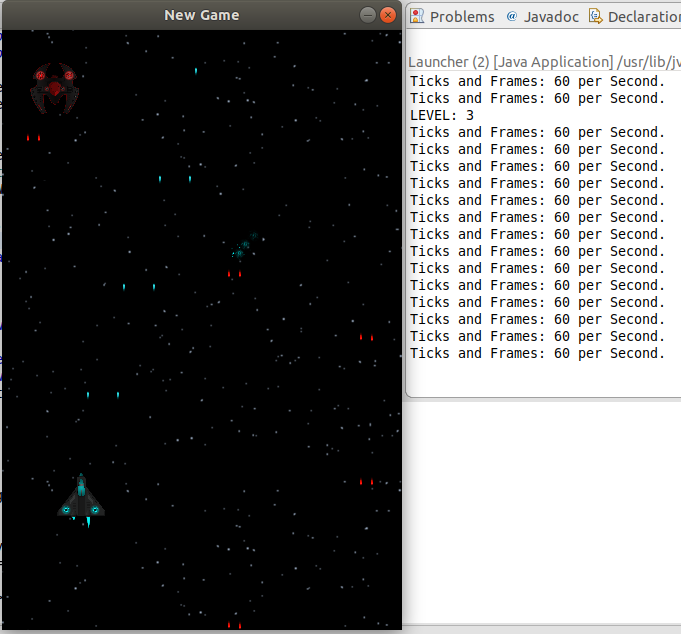 New Game
Problems @ Javadoc Declaration
Launcher (2) [Java Application] /usr/lib/jv
Ticks and Frames: 60 per Second.
Ticks and Frames: 60 per Second.
LEVEL: 3
Ticks and Frames: 60 per Second.
Ticks and Frames: 60 per Second.
Ticks and Frames: 60 per Second.
Ticks and Frames: 60 per Second.
Ticks and Frames: 60 per Second.
Ticks and Frames: 60 per Second.
Ticks and Frames: 60 per Second.
Ticks and Frames: 60 per Second.
Ticks and Frames: 60 per Second.
Ticks and Frames: 60 per Second.
Ticks and Frames: 60 per Second.
Ticks and Frames: 60 per Second.
Ticks and Frames: 60 per Second.
Ticks and Frames: 60 per Second.